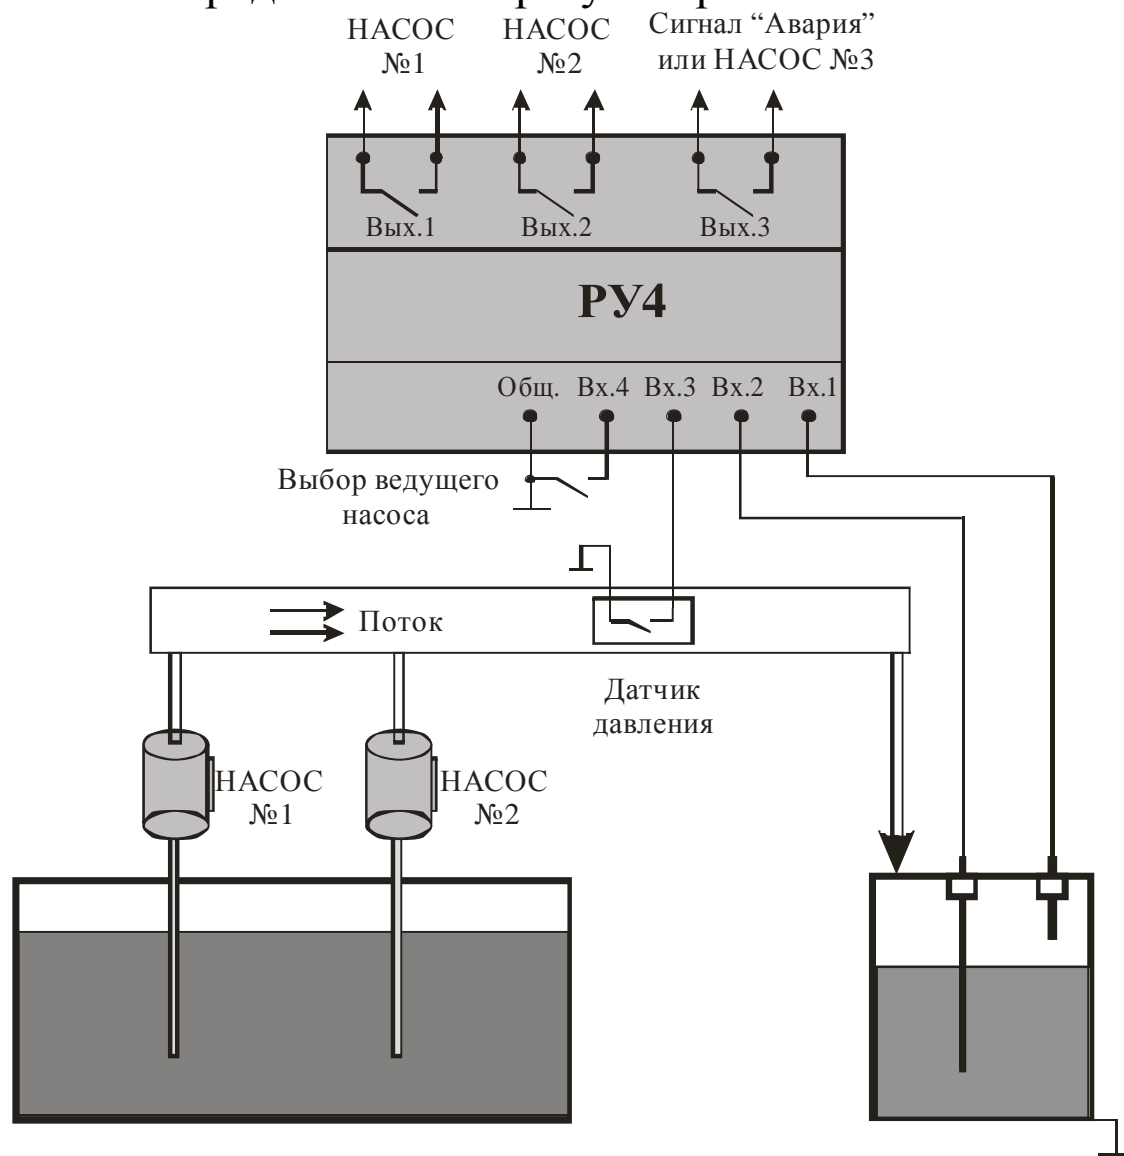 НАСОС
№1
НАСОС
№2
Сигнал “Авария”
или НАСОС №3
Вых.1
Вых.2
Вых.3
РУ4
Общ.
Вх.4
Вх.3
Вх.2
Вх.1
Выбор ведущего
насоса
Поток
Датчик
давления
НАСОС
№1
НАСОС
№2